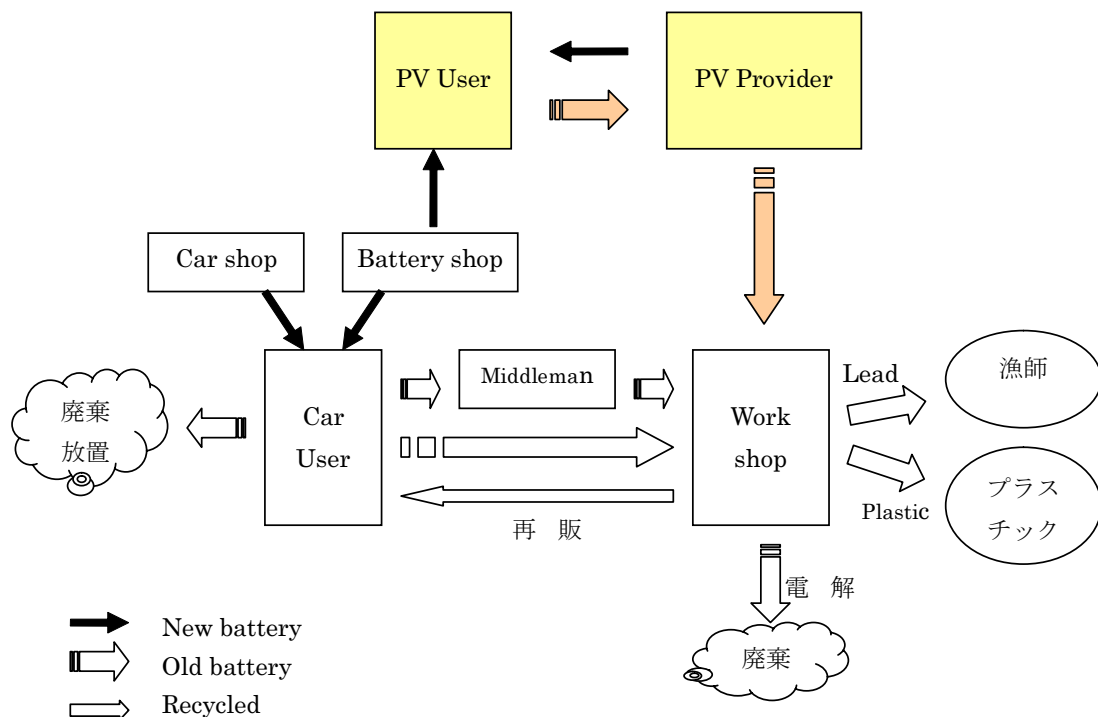 PV User
PV Provider
Car shop
Battery shop
廃棄
放置
Car
User
Middleman
Work
shop
Lead
漁師
Plastic
プラス
チック
再 販
電 解
廃棄
New battery
Old battery
Recycled